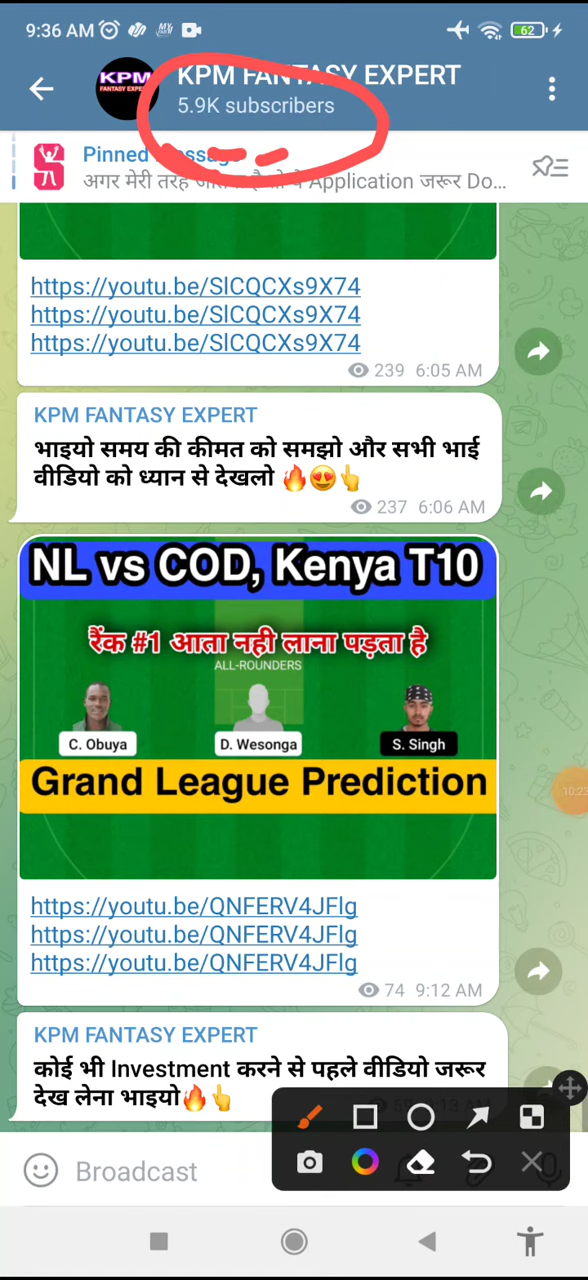 9:36 AM
62
KPM
FANTASY EXPERT
KPM FANTASY EXPERT
5.9K subscribers
Pinned Message
अगर मेरी तरह Application जरूर Do...
https://youtu.be/SlCQCXs9X74
https://youtu.be/SlCQCXs9X74
https://youtu.be/SlCQCXs9X74
239 6:05 AM
KPM FANTASY EXPERT
भाइयो समय की कीमत को समझो और सभी भाई
वीडियो को ध्यान से देखलो 🔥😍👆
237 6:06 AM
NL vs COD, Kenya T10
रैंक #1 आता नही लाना पड़ता है
ALL-ROUNDERS
C. Obuya
D. Wesonga
S. Singh
Grand League Prediction
10:23
https://youtu.be/QNFERV4JFlg
https://youtu.be/QNFERV4JFlg
https://youtu.be/QNFERV4JFlg
74 9:12 AM
KPM FANTASY EXPERT
कोई भी Investment करने से पहले वीडियो जरूर
देख लेना भाइयो🔥👆
Broadcast